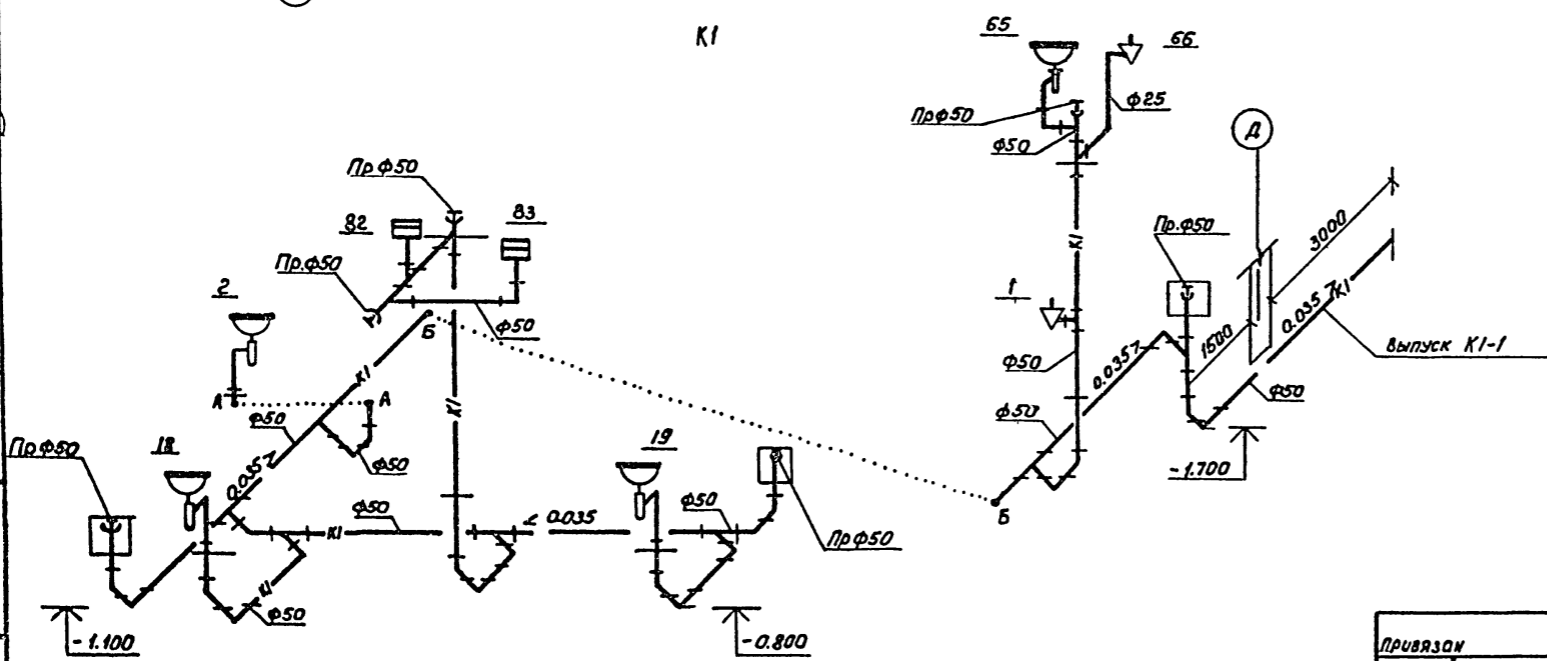 К1
65
66
Пр ф50
ф25
ф50
Д
Пр ф50
82
83
Пр.ф50
3000
Пр.ф50
2
К1
1
Б
ф50
0.035
К1
1500
Выпуск К1-1
К1
ф50
0.035
А
А
К1
ф50
ф50
ф50
Пр ф50
18
19
-1.700
0.035
ф50
ф50
ф50
Б
К1
0.035
Пр ф50
К1
ф50
-1.100
-0.800
Привязан